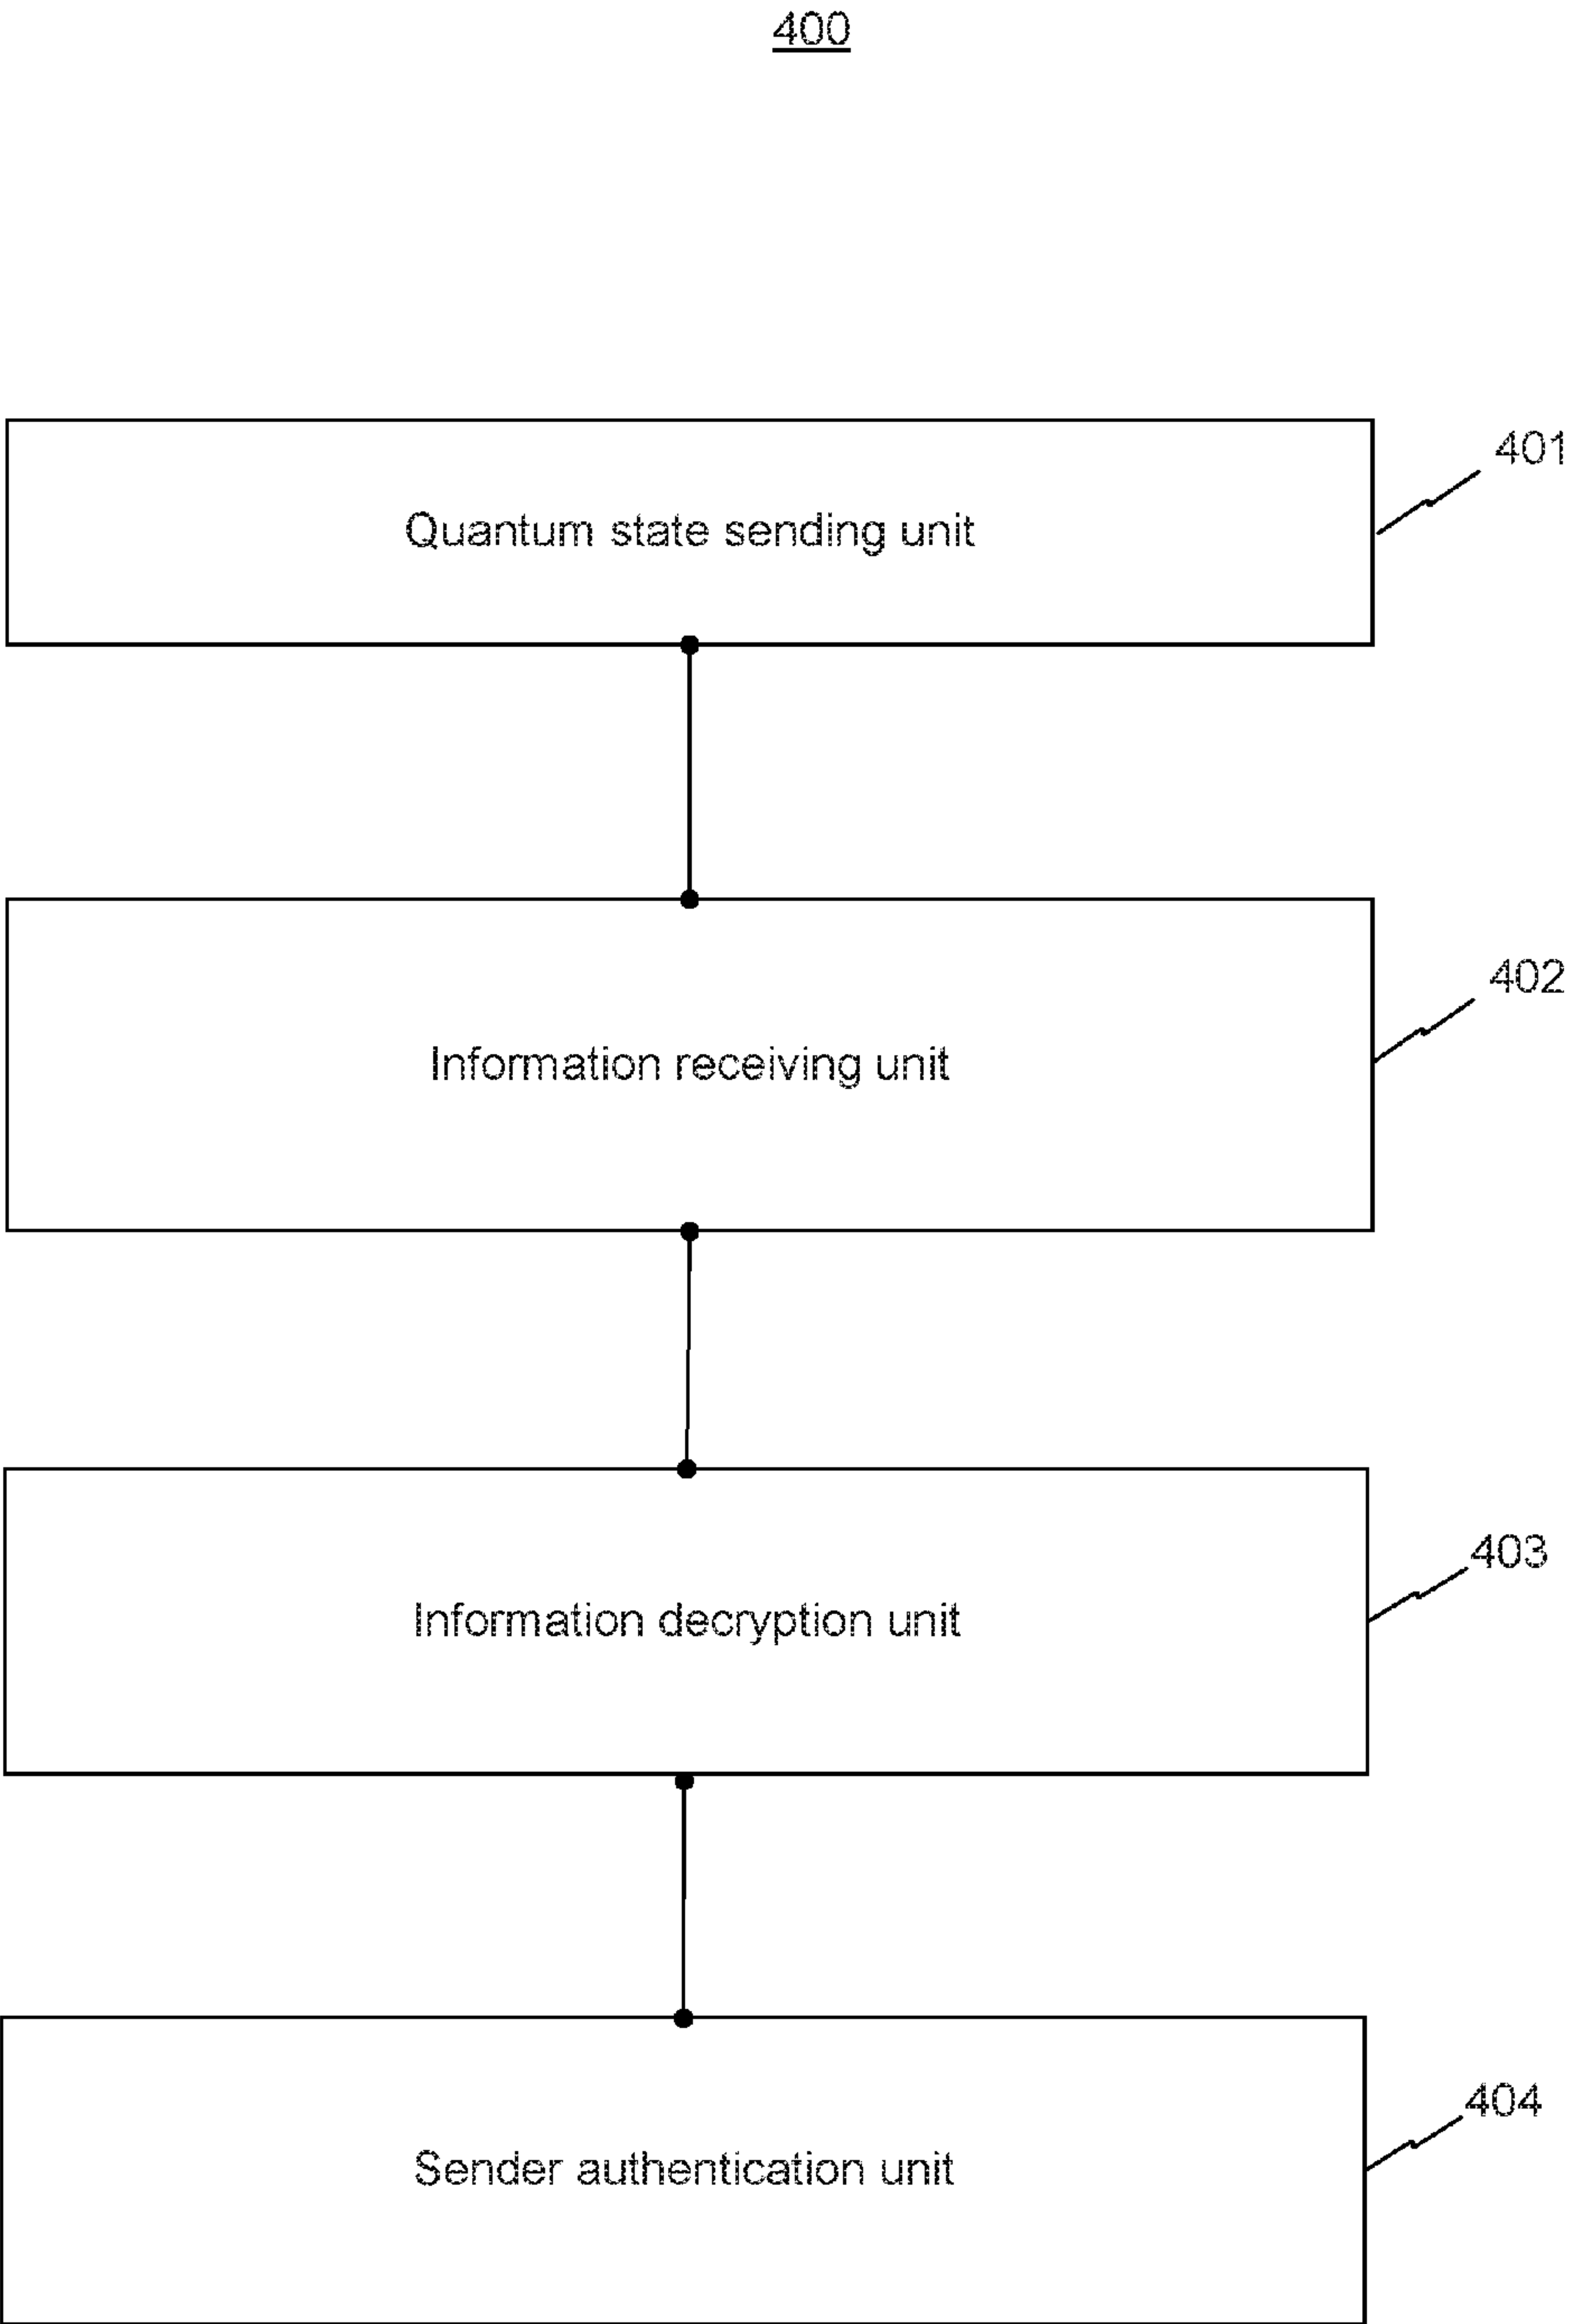 400
401
Quantum state sending unit
402
Information receiving unit
403
Information decryption unit
404
Sender authentication unit